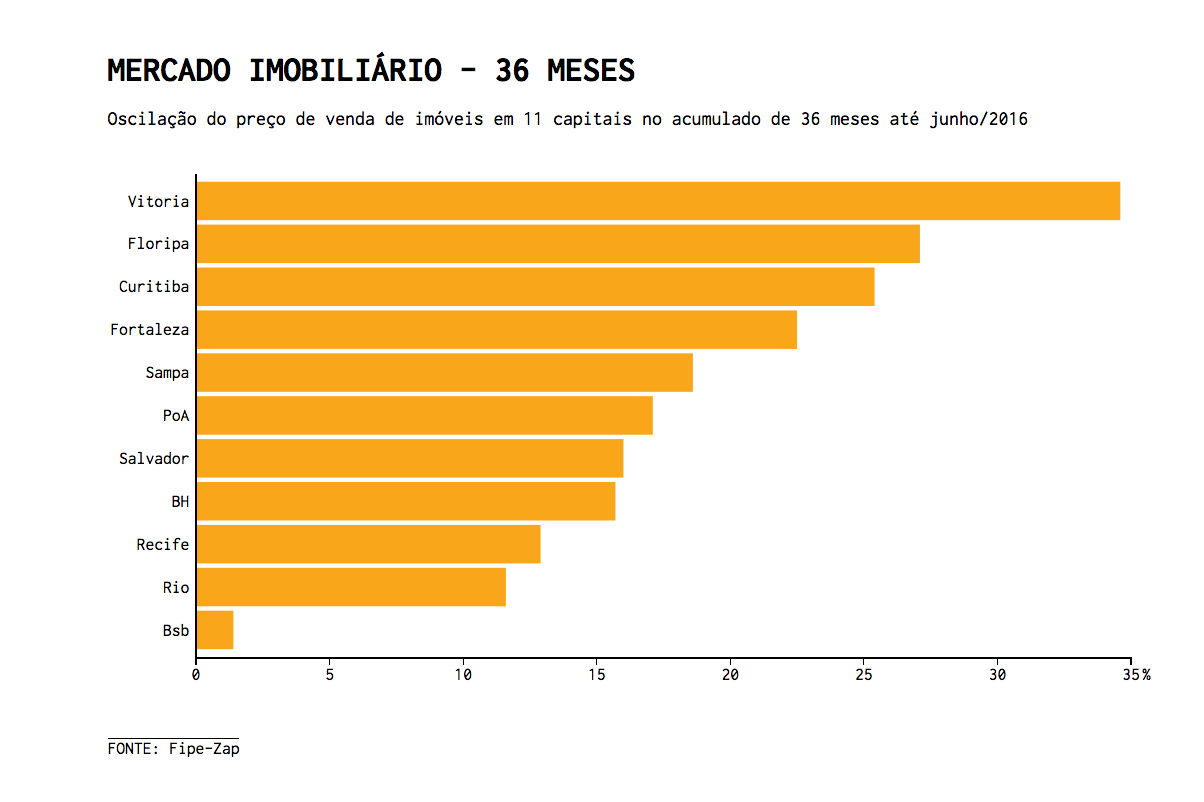 MERCADO IMOBILIÁRIO - 36 MESES
Oscilação do preço de venda de imóveis em 11 capitais no acumulado de 36 meses até junho/2016
Vitoria
Floripa
Curitiba
Fortaleza
Sampa
PoA
Salvador
BH
Recife
Rio
Bsb
0 5 10 15 20 25 30 35%
FONTE: Fipe-Zap